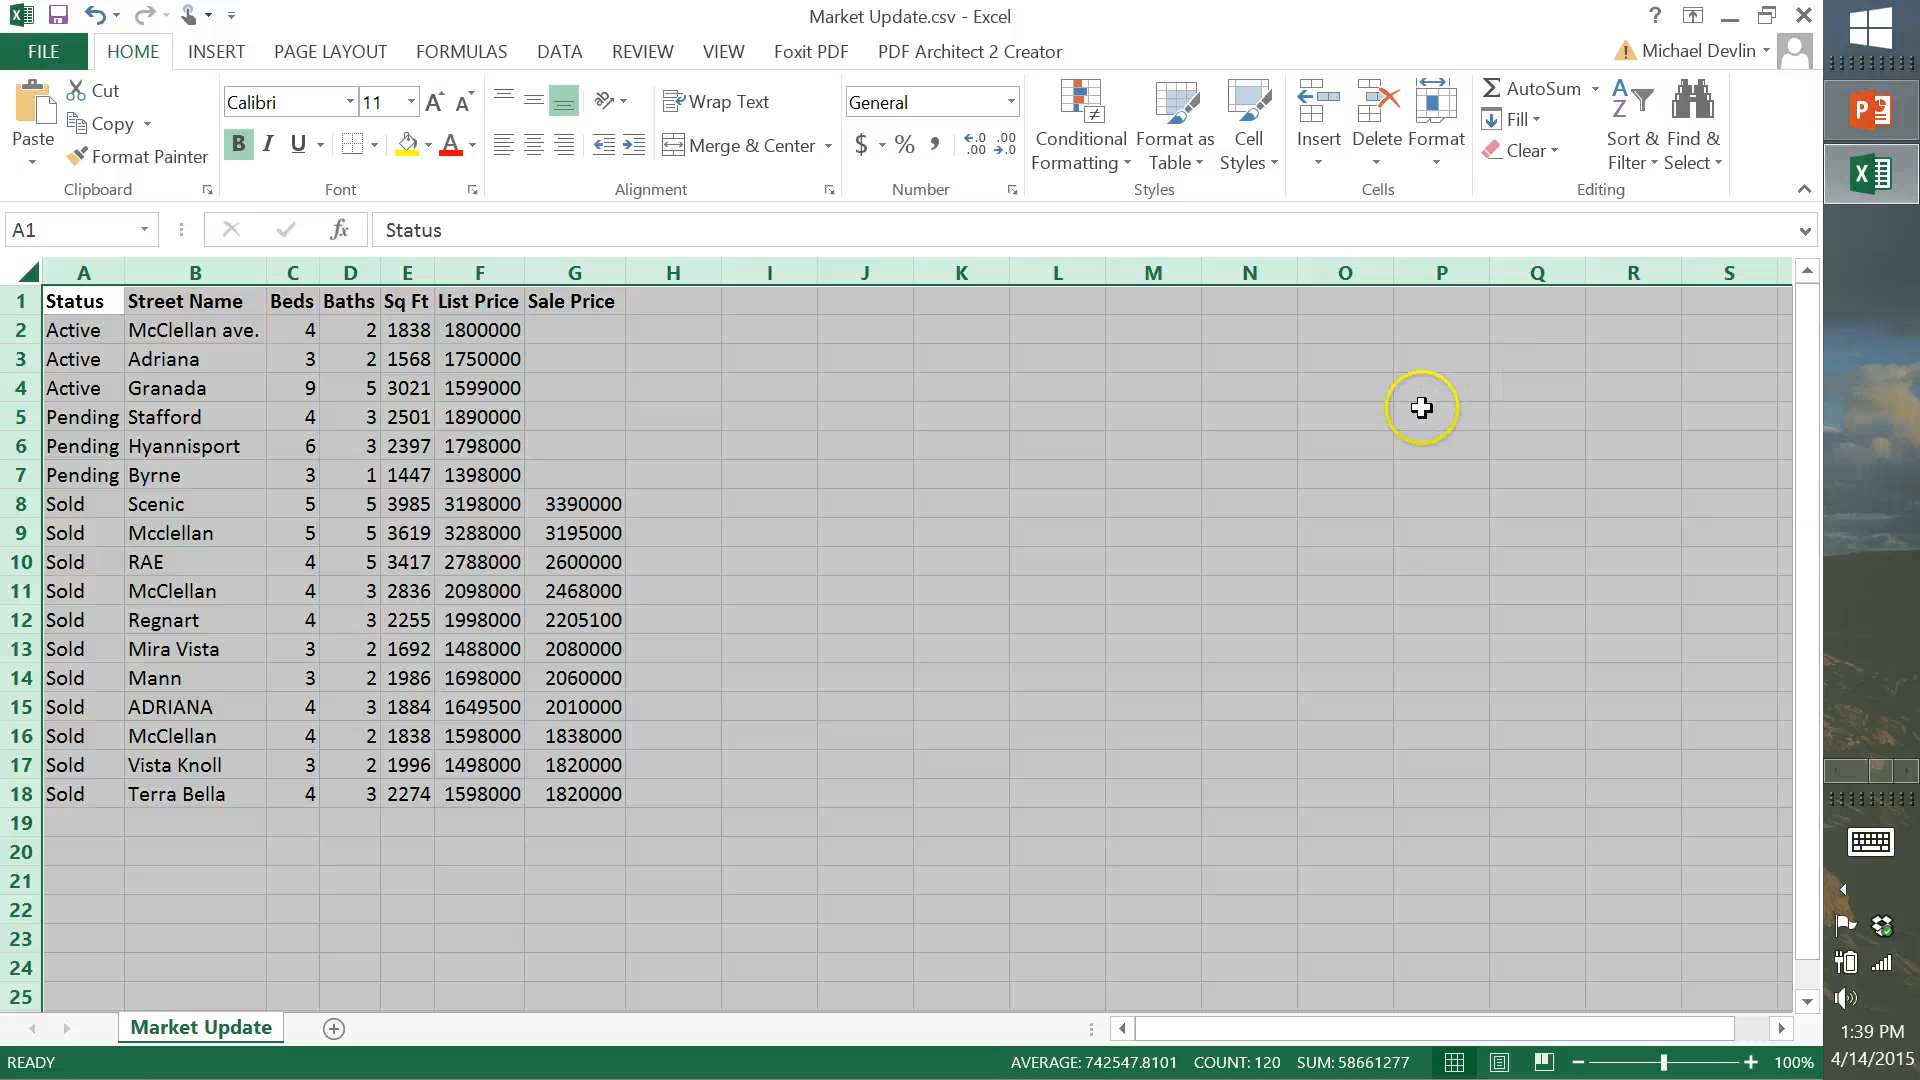 Market Update.csv - Excel
FILE HOME INSERT PAGE LAYOUT FORMULAS DATA REVIEW VIEW Foxit PDF PDF Architect 2 Creator Michael Devlin
Paste Cut Copy Format Painter Clipboard
Calibri 11 B I U A Font
Wrap Text Merge & Center Alignment
General $ % , Number
Conditional Formatting Format as Table Cell Styles Styles
Insert Delete Format Cells
AutoSum Fill Clear Sort & Filter Find & Select Editing
A1 fx Status
A B C D E F G H I J K L M N O P Q R S
1 Status Street Name Beds Baths Sq Ft List Price Sale Price
2 Active McClellan ave. 4 2 1838 1800000
3 Active Adriana 3 2 1568 1750000
4 Active Granada 9 5 3021 1599000
5 Pending Stafford 4 3 2501 1890000
6 Pending Hyannisport 6 3 2397 1798000
7 Pending Byrne 3 1 1447 1398000
8 Sold Scenic 5 5 3985 3198000 3390000
9 Sold Mcclellan 5 5 3619 3288000 3195000
10 Sold RAE 4 5 3417 2788000 2600000
11 Sold McClellan 4 3 2836 2098000 2468000
12 Sold Regnart 4 3 2255 1998000 2205100
13 Sold Mira Vista 3 2 1692 1488000 2080000
14 Sold Mann 3 2 1986 1698000 2060000
15 Sold ADRIANA 4 3 1884 1649500 2010000
16 Sold McClellan 4 2 1838 1598000 1838000
17 Sold Vista Knoll 3 2 1996 1498000 1820000
18 Sold Terra Bella 4 3 2274 1598000 1820000
19
20
21
22
23
24
25
Market Update
READY AVERAGE: 742547.8101 COUNT: 120 SUM: 58661277 100%
1:39 PM
4/14/2015